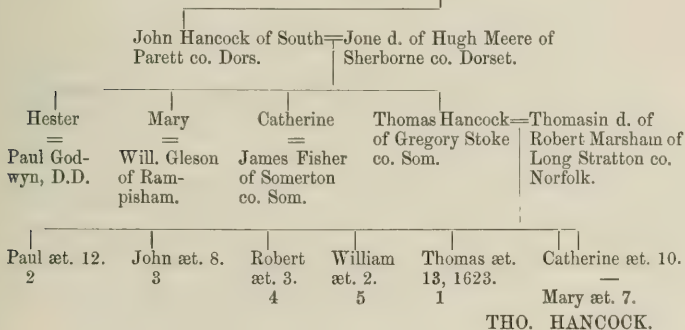 John Hancock of South=Jone d. of Hugh Meere of
Parett co. Dors.
Sherborne co. Dorset.
Hester
=
Paul God-
wyn, D.D.
Mary
=
Will. Gleson
of Ram-
pisham.
Catherine
=
James Fisher
of Somerton
co. Som.
Thomas Hancock=Thomasin d. of
of Gregory Stoke
co. Som.
Robert Marsham of
Long Stratton co.
Norfolk.
Paul æt. 12.
2
John æt. 8.
3
Robert
æt. 3.
4
William
æt. 2.
5
Thomas æt.
13, 1623.
1
Catherine æt. 10.
—
Mary æt. 7.
THO. HANCOCK.